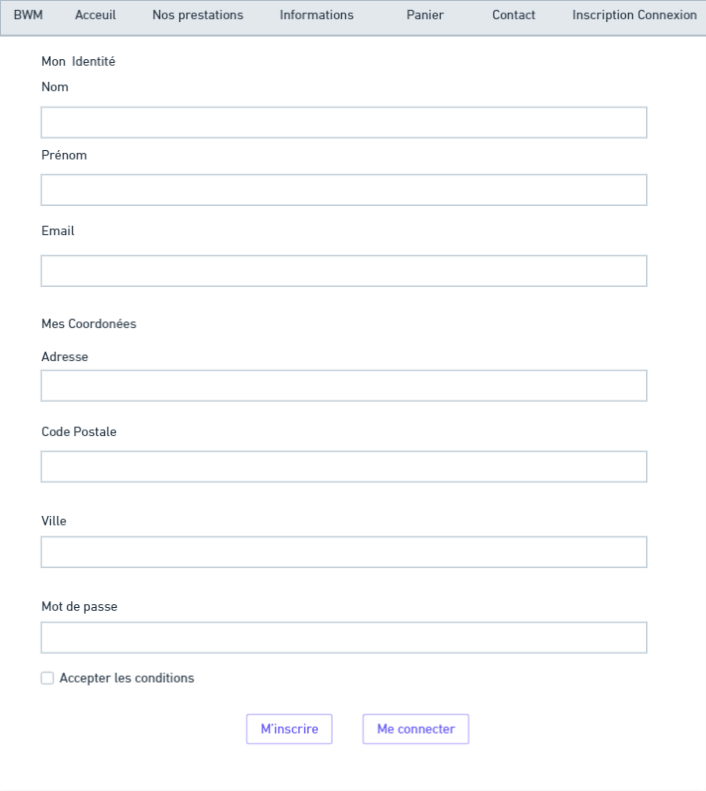 BWM Acceuil Nos prestations Informations Panier Contact Inscription Connexion
Mon Identité
Nom
Prénom
Email
Mes Coordonées
Adresse
Code Postale
Ville
Mot de passe
Accepter les conditions
M'inscrire Me connecter